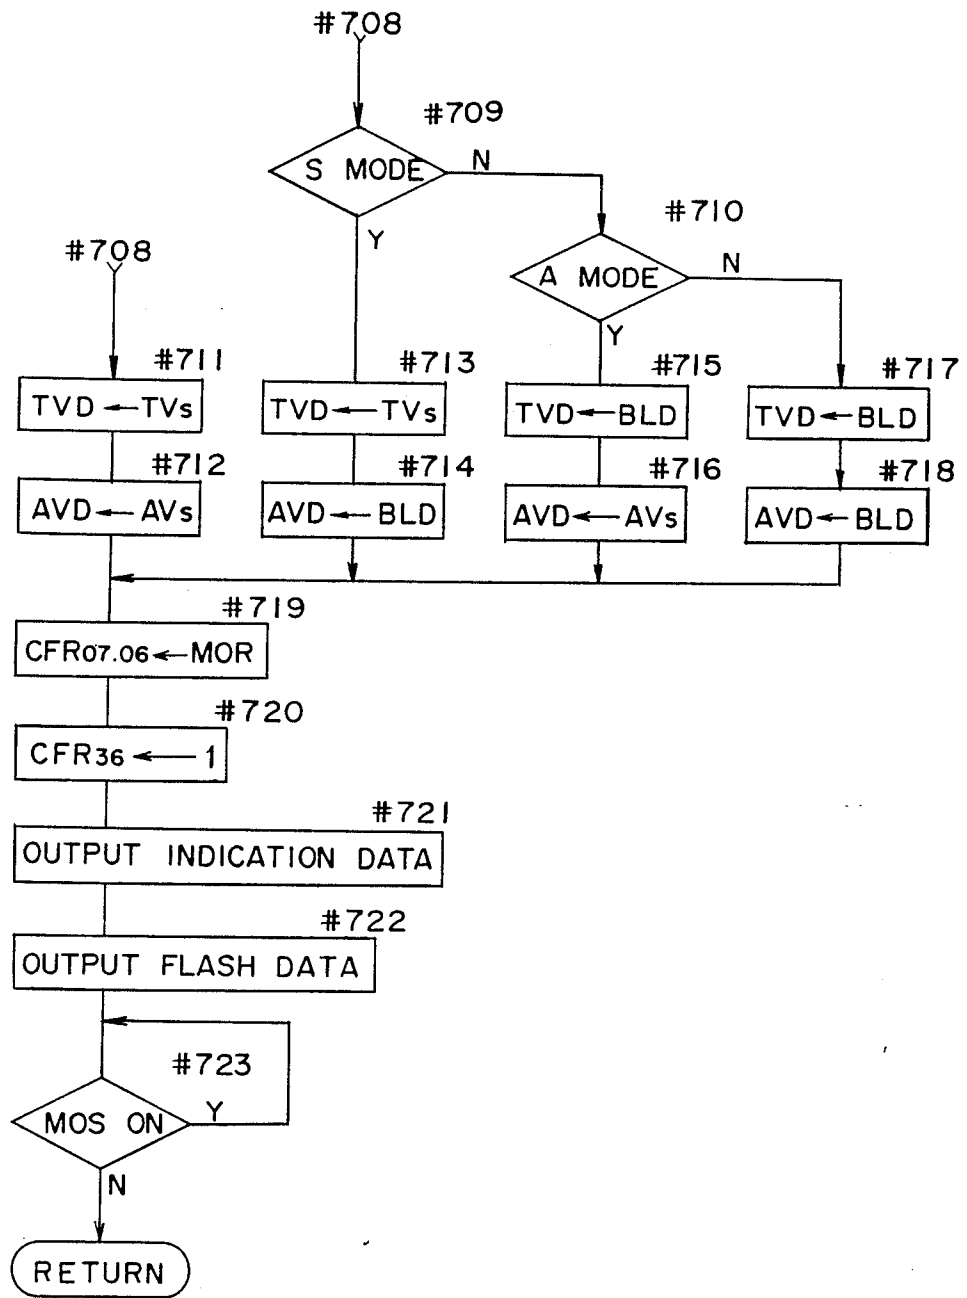 #708
#709
S MODE
N
Y
#710
A MODE
N
Y
#708
#711
TVD ← TVs
#712
AVD ← AVs
#713
TVD ← TVs
#714
AVD ← BLD
#715
TVD ← BLD
#716
AVD ← AVs
#717
TVD ← BLD
#718
AVD ← BLD
#719
CFR07.06 ← MOR
#720
CFR36 ← 1
#721
OUTPUT INDICATION DATA
#722
OUTPUT FLASH DATA
#723
MOS ON
Y
N
RETURN